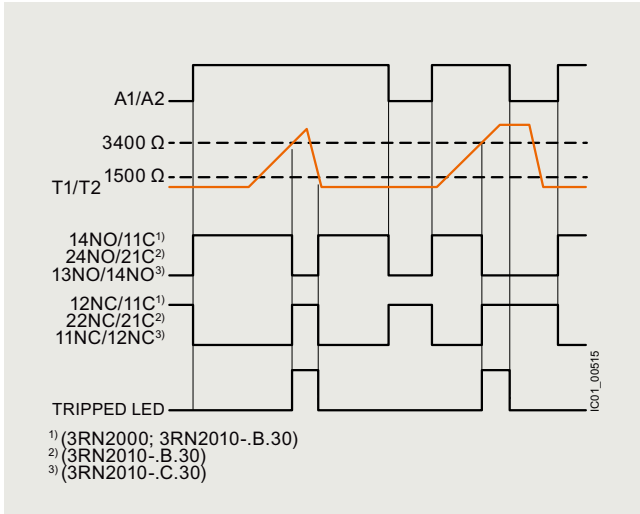 A1/A2
3400 Ω
1500 Ω
T1/T2
14NO/11C¹⁾
24NO/21C²⁾
13NO/14NO³⁾
12NC/11C¹⁾
22NC/21C²⁾
11NC/12NC³⁾
TRIPPED LED
IC01_00515
¹⁾ (3RN2000; 3RN2010-.B.30)
²⁾ (3RN2010-.B.30)
³⁾ (3RN2010-.C.30)